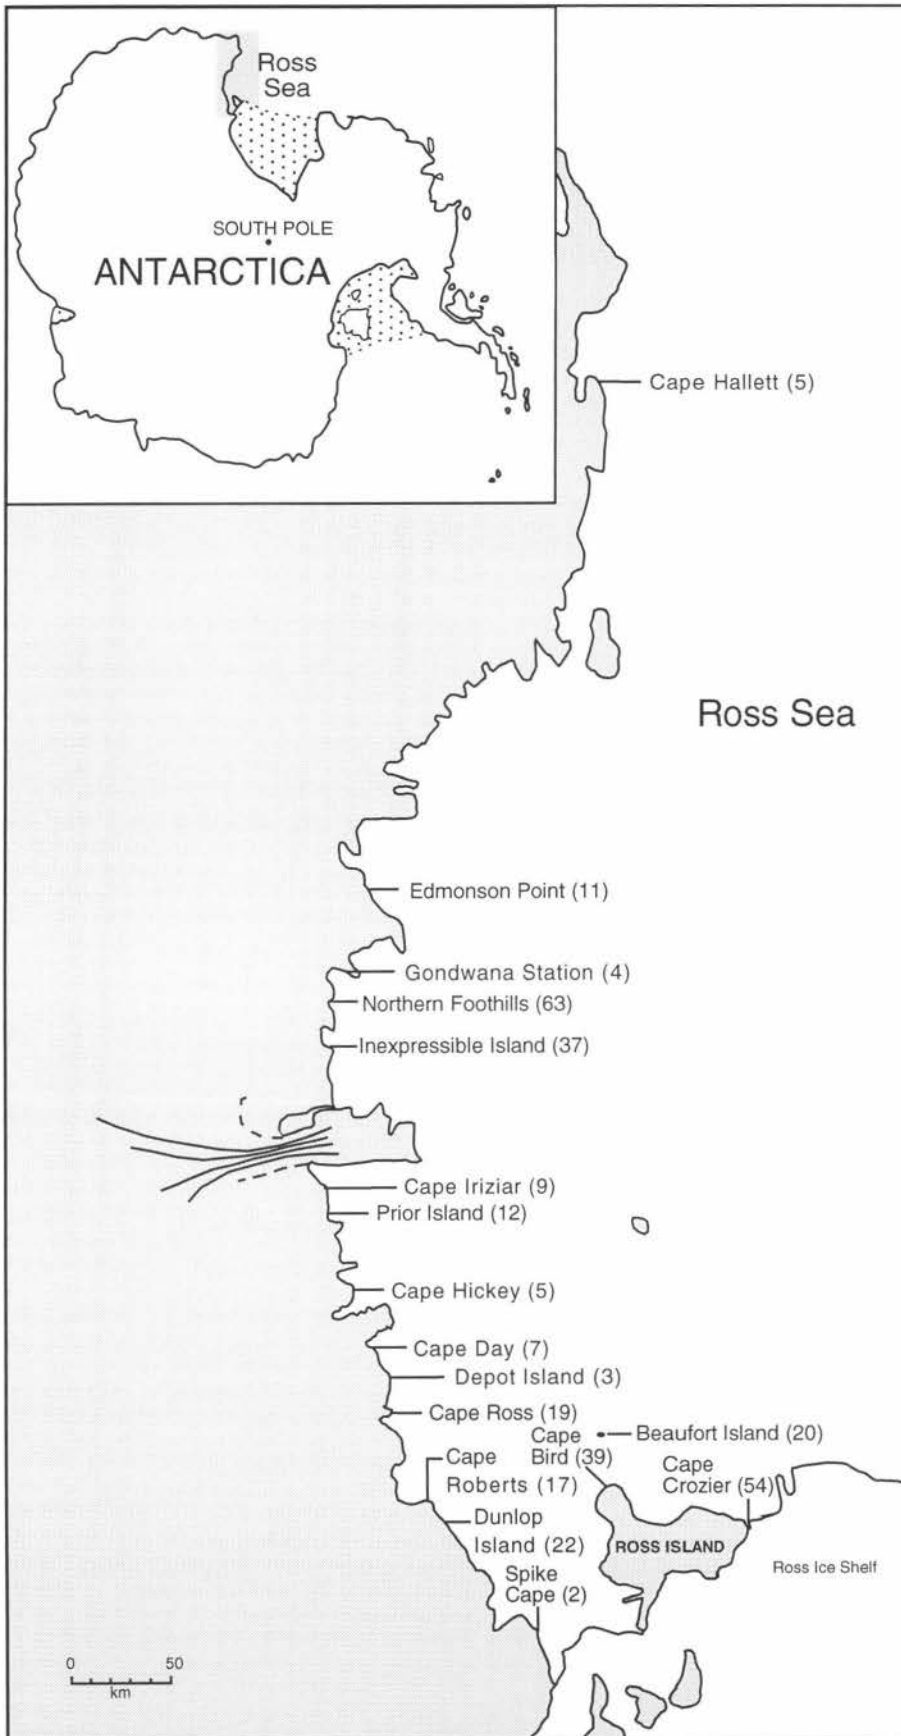 Ross
Sea
SOUTH POLE
ANTARCTICA
Cape Hallett (5)
Ross Sea
Edmonson Point (11)
Gondwana Station (4)
Northern Foothills (63)
Inexpressible Island (37)
Cape Iriziar (9)
Prior Island (12)
Cape Hickey (5)
Cape Day (7)
Depot Island (3)
Cape Ross (19)
Cape
Bird (39)
Beaufort Island (20)
Cape
Crozier (54)
Cape
Roberts (17)
Dunlop
Island (22)
ROSS ISLAND
Ross Ice Shelf
Spike
Cape (2)
0 50
km